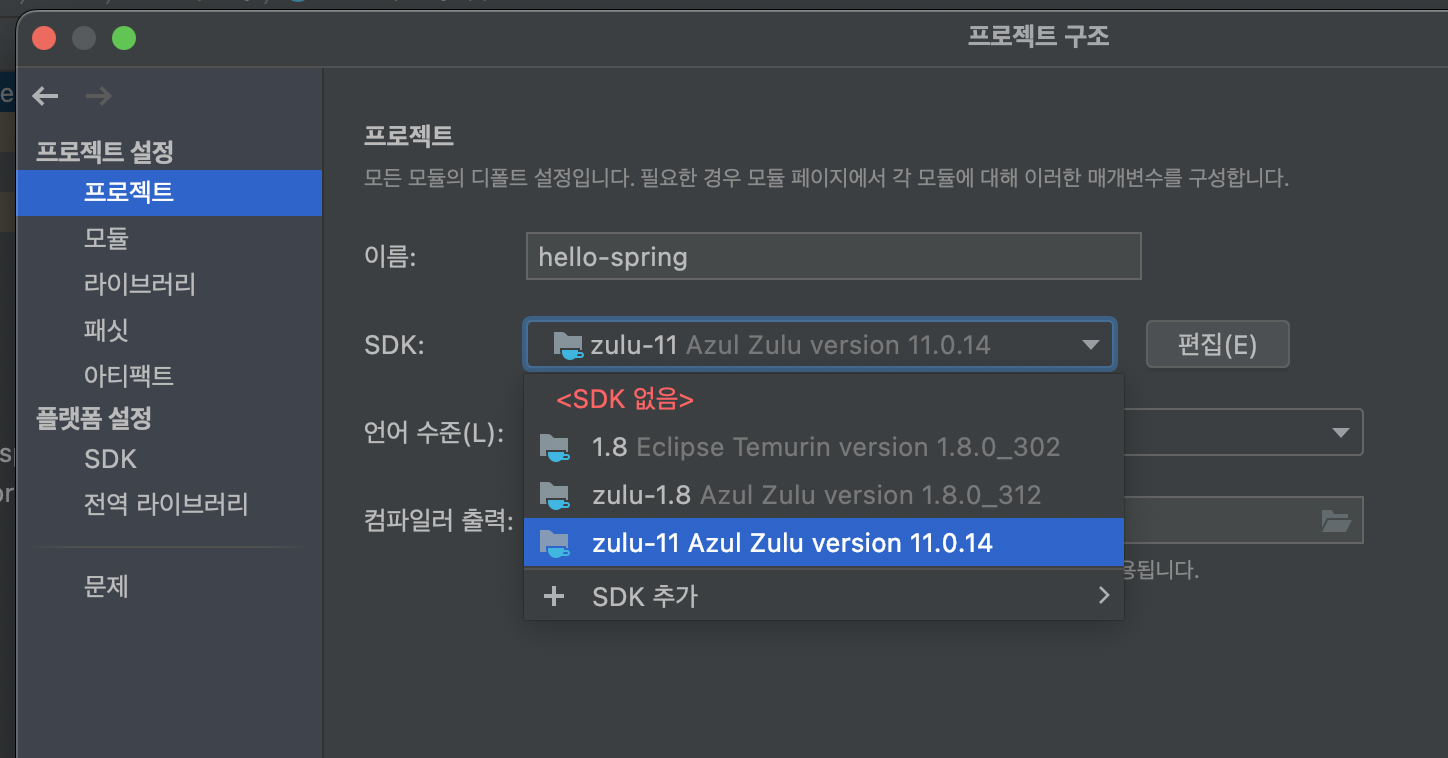 프로젝트 구조
프로젝트 설정
프로젝트
모듈
라이브러리
패싯
아티팩트
플랫폼 설정
SDK
전역 라이브러리
문제
프로젝트
모든 모듈의 디폴트 설정입니다. 필요한 경우 모듈 페이지에서 각 모듈에 대해 이러한 매개변수를 구성합니다.
이름: hello-spring
SDK: zulu-11 Azul Zulu version 11.0.14 편집(E)
<SDK 없음>
언어 수준(L):
1.8 Eclipse Temurin version 1.8.0_302
zulu-1.8 Azul Zulu version 1.8.0_312
컴파일러 출력:
zulu-11 Azul Zulu version 11.0.14
SDK 추가